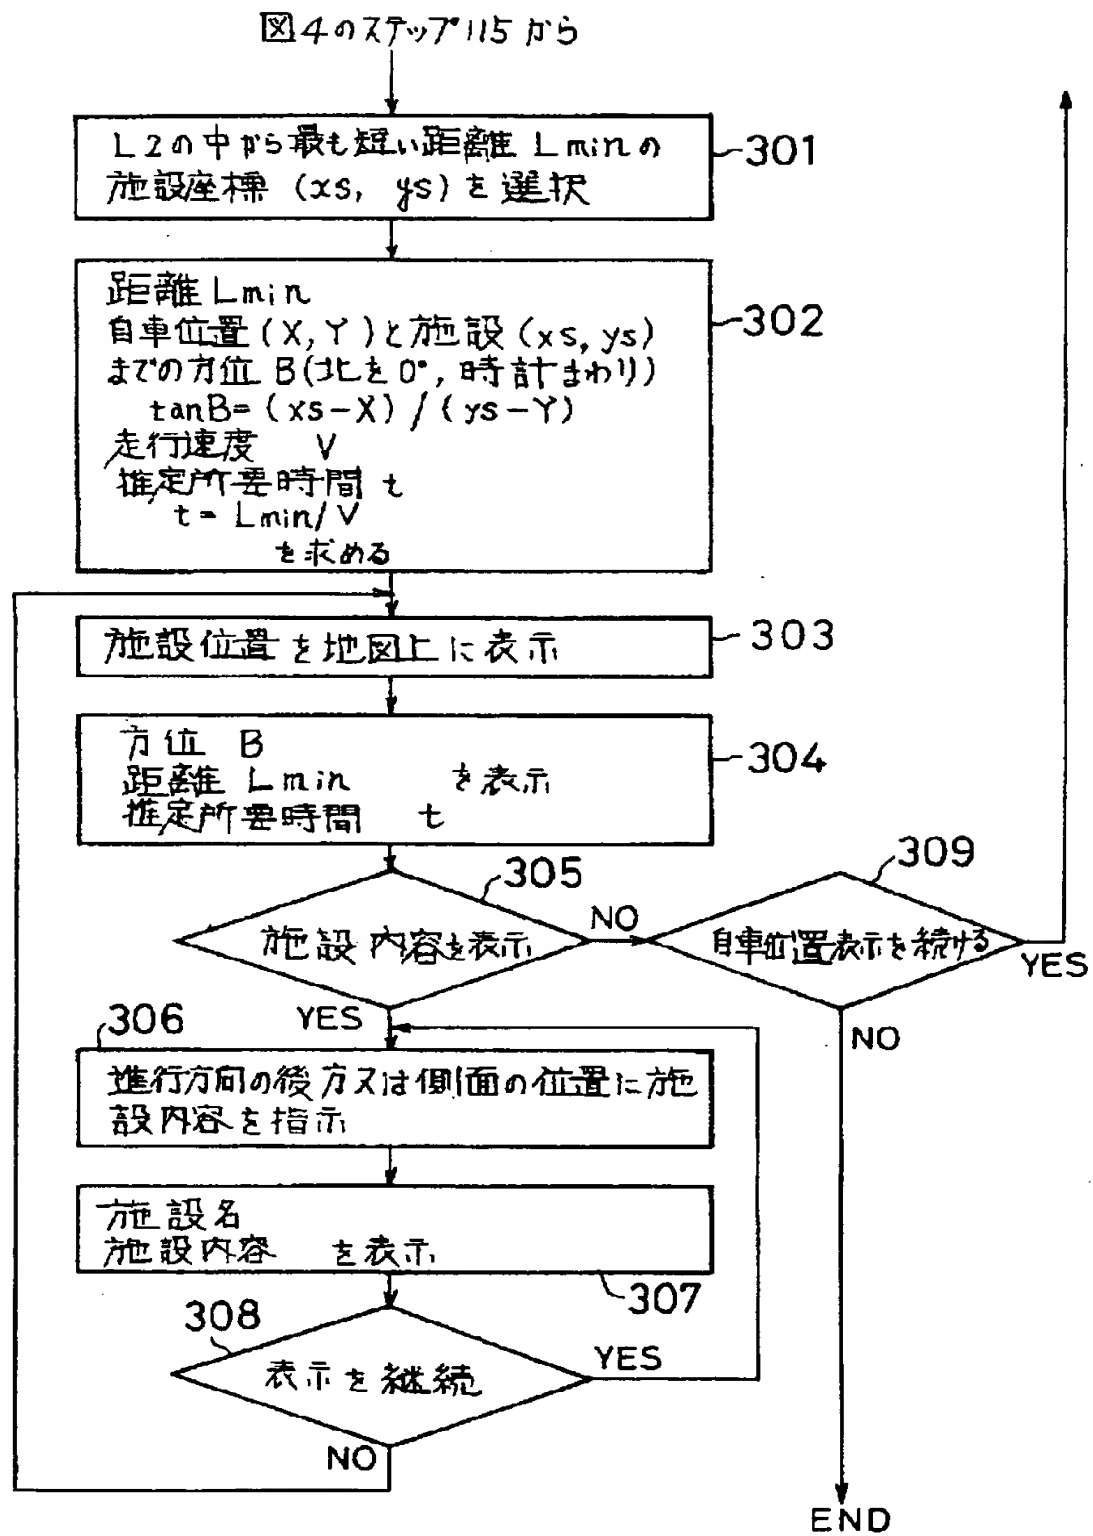 図4のステップ115から
L2の中から最も短い距離Lminの
施設座標(xs, ys)を選択
301
距離Lmin
自車位置(X,Y)と施設(xs,ys)
までの方位B(北を0°,時計まわり)
tanB=(xs-X)/(ys-Y)
走行速度 V
推定所要時間 t
t= Lmin/V
を求める
302
施設位置を地図上に表示
303
方位 B
距離 Lmin を表示
推定所要時間 t
304
305
施設内容を表示
NO
YES
309
自車位置表示を続ける
YES
NO
306
進行方向の後方又は側面の位置に施
設内容を指示
施設名
施設内容 を表示
307
308
表示を継続
YES
NO
END